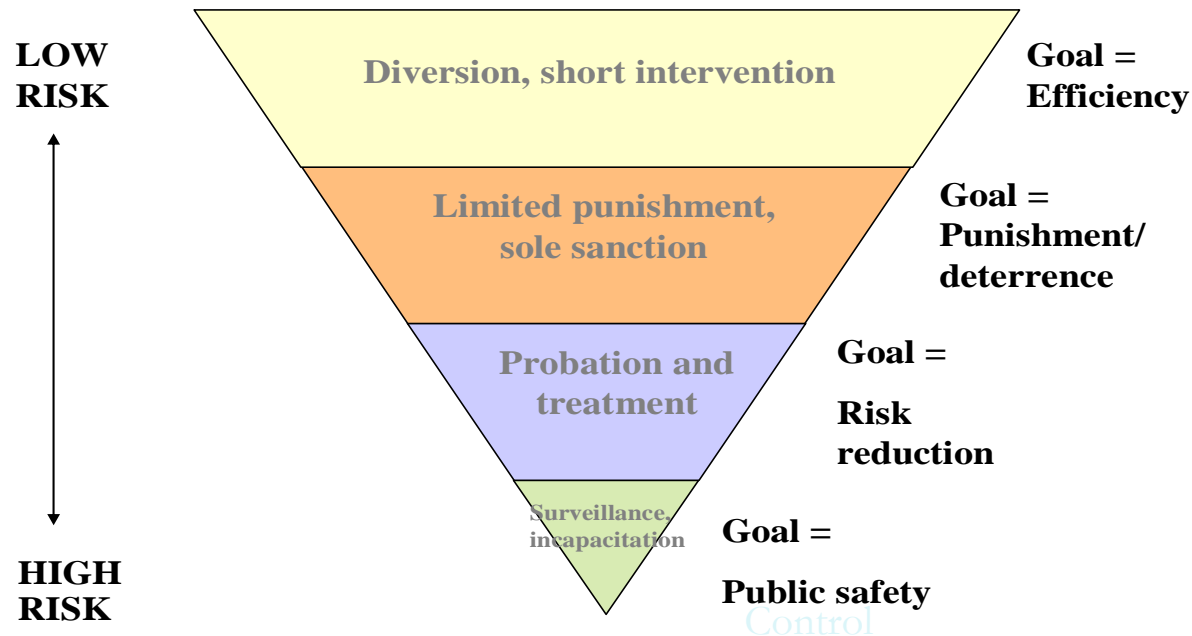 LOW
RISK
Diversion, short intervention
Goal =
Efficiency
Limited punishment,
sole sanction
Goal =
Punishment/
deterrence
Probation and
treatment
Goal =
Risk
reduction
Surveillance,
incapacitation
Goal =
Public safety
HIGH
RISK
Control